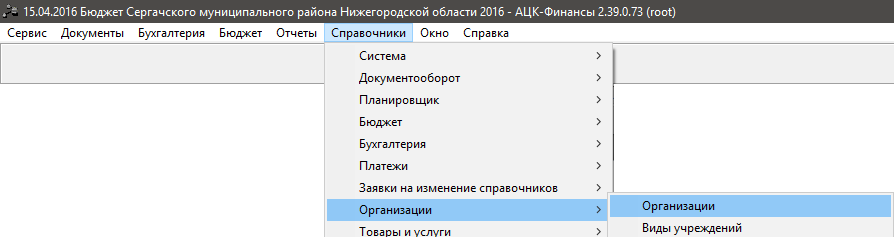 15.04.2016 Бюджет Сергачского муниципального района Нижегородской области 2016 - АЦК-Финансы 2.39.0.73 (root)
Сервис Документы Бухгалтерия Бюджет Отчеты Справочники Окно Справка
Система
Документооборот
Планировщик
Бюджет
Бухгалтерия
Платежи
Заявки на изменение справочников
Организации Организации
Товары и услуги Виды учреждений